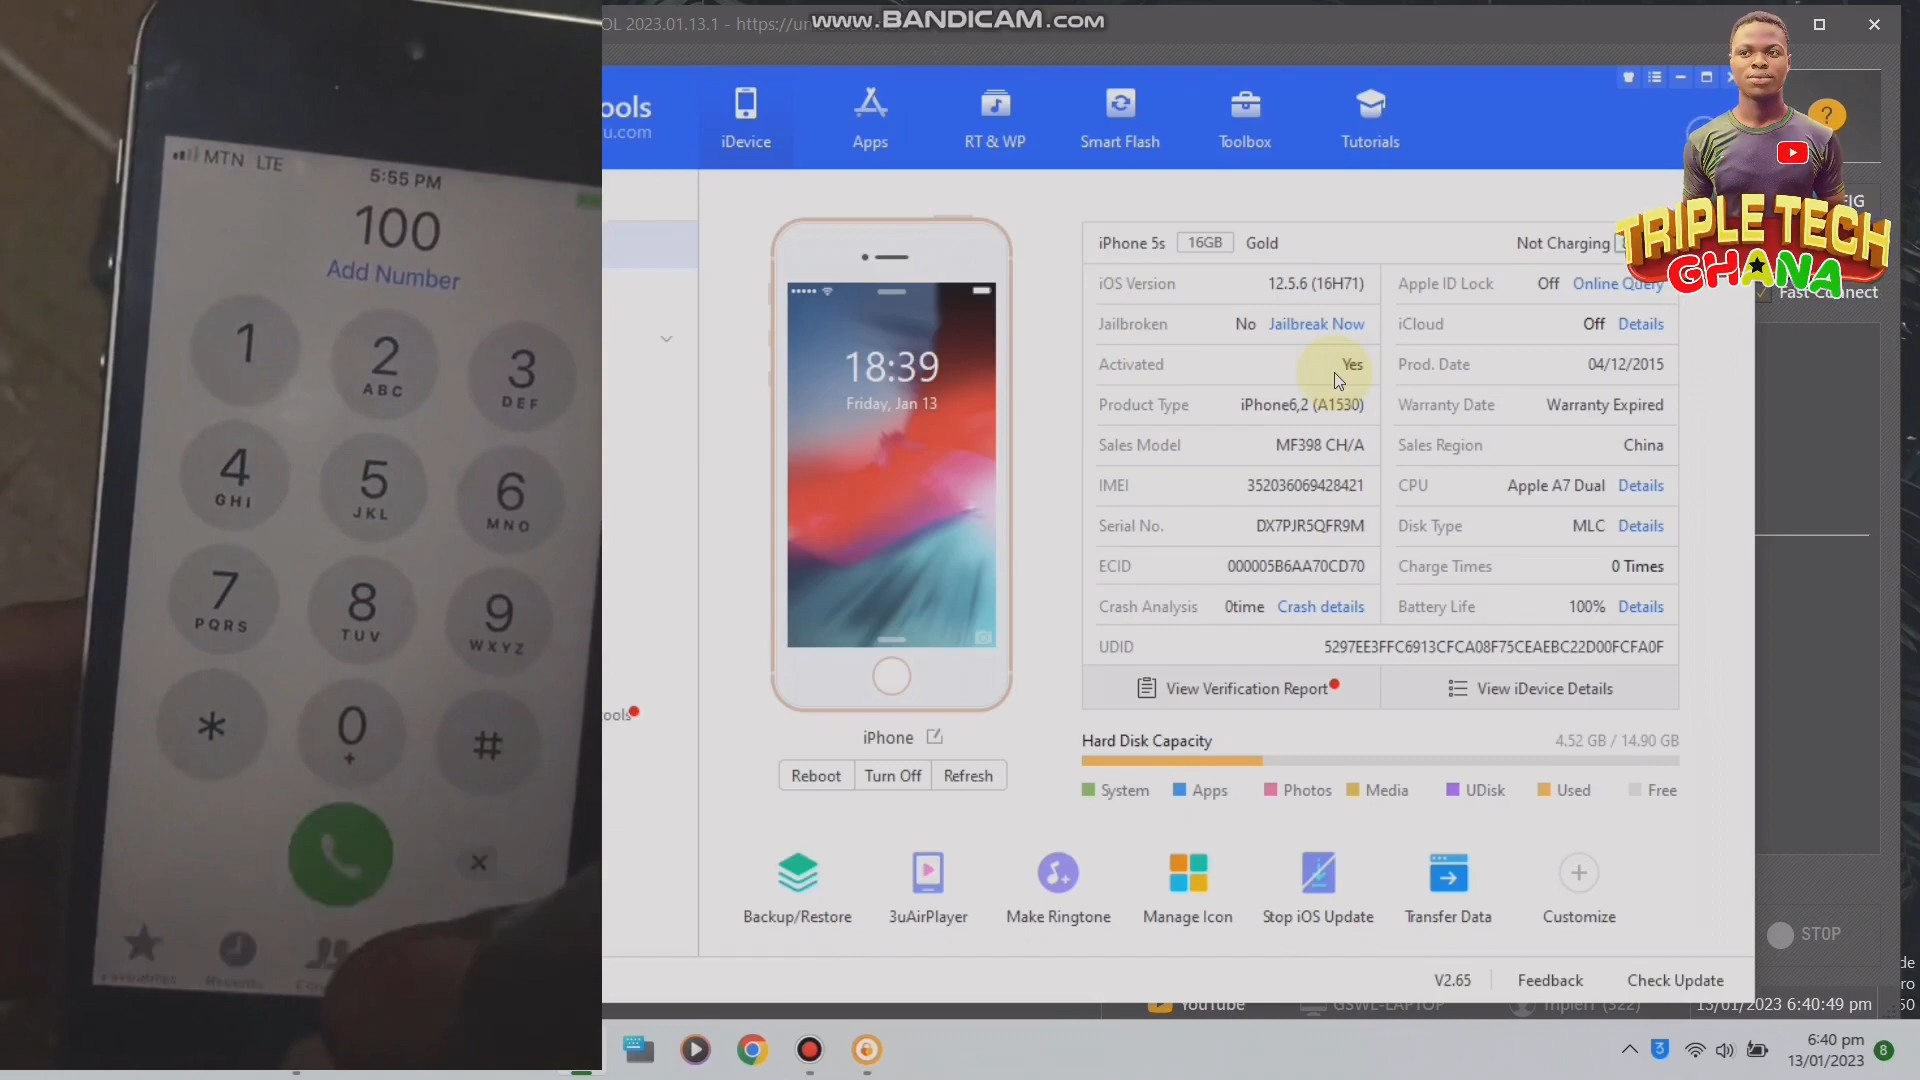 OL 2023.01.13.1 - https://un
www.BANDICAM.com
MTN LTE
5:55 PM
100
Add Number
1
2
ABC
3
DEF
4
GHI
5
JKL
6
MNO
7
PQRS
8
TUV
9
WXYZ
*
0
+
#
ools
u.com
iDevice
Apps
RT & WP
Smart Flash
Toolbox
Tutorials
TRIPLE TECH
GHANA
Fast Connect
iPhone 5s 16GB Gold Not Charging
iOS Version 12.5.6 (16H71) Apple ID Lock Off Online Query
Jailbroken No Jailbreak Now iCloud Off Details
Activated Yes Prod. Date 04/12/2015
Product Type iPhone6,2 (A1530) Warranty Date Warranty Expired
Sales Model MF398 CH/A Sales Region China
IMEI 352036069428421 CPU Apple A7 Dual Details
Serial No. DX7PJR5QFR9M Disk Type MLC Details
ECID 000005B6AA70CD70 Charge Times 0 Times
Crash Analysis 0time Crash details Battery Life 100% Details
UDID 5297EE3FFC6913CFCA08F75CEAEBC22D00FCFA0F
View Verification Report View iDevice Details
18:39
Friday, Jan 13
ools
iPhone
Reboot Turn Off Refresh
Hard Disk Capacity 4.52 GB / 14.90 GB
System Apps Photos Media UDisk Used Free
Backup/Restore 3uAirPlayer Make Ringtone Manage Icon Stop iOS Update Transfer Data Customize
STOP
V2.65 Feedback Check Update
YouTube GSWL-LAPTOP (322) 13/01/2023 6:40:49 pm
6:40 pm
13/01/2023
8